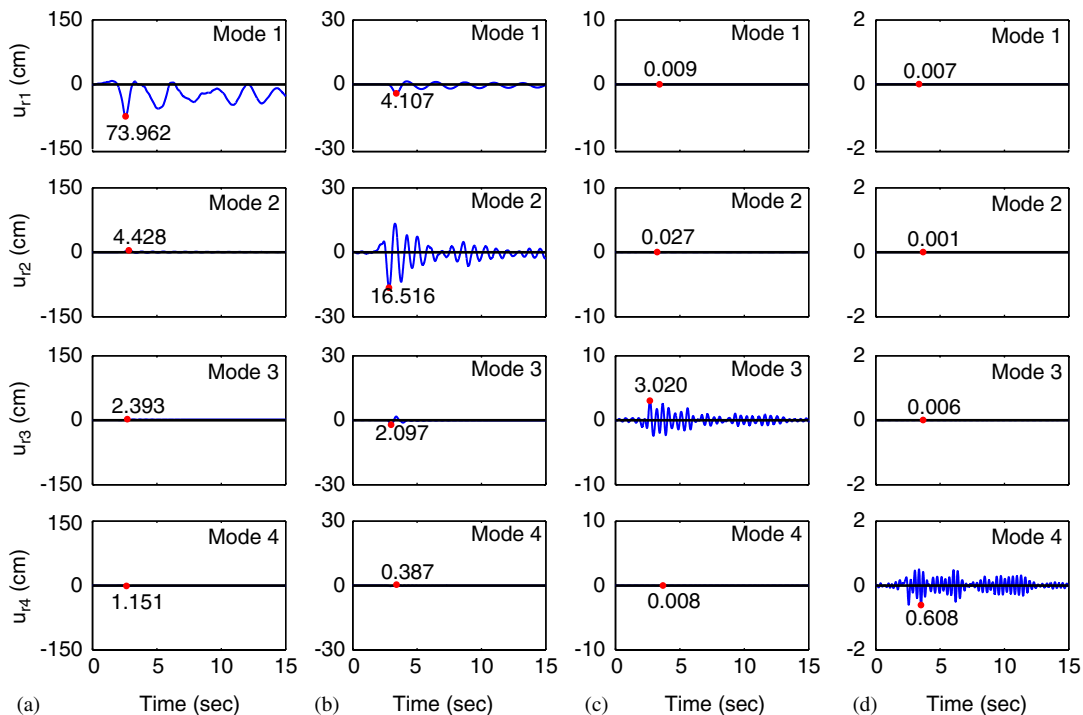 150
0
-150
u_r1 (cm)
Mode 1
73.962
30
0
-30
Mode 1
4.107
10
0
-10
Mode 1
0.009
2
0
-2
Mode 1
0.007
150
0
-150
u_r2 (cm)
Mode 2
4.428
30
0
-30
Mode 2
16.516
10
0
-10
Mode 2
0.027
2
0
-2
Mode 2
0.001
150
0
-150
u_r3 (cm)
Mode 3
2.393
30
0
-30
Mode 3
2.097
10
0
-10
Mode 3
3.020
2
0
-2
Mode 3
0.006
150
0
-150
u_r4 (cm)
Mode 4
1.151
0 5 10 15
30
0
-30
Mode 4
0.387
0 5 10 15
10
0
-10
Mode 4
0.008
0 5 10 15
2
0
-2
Mode 4
0.608
0 5 10 15
(a) Time (sec)
(b) Time (sec)
(c) Time (sec)
(d) Time (sec)